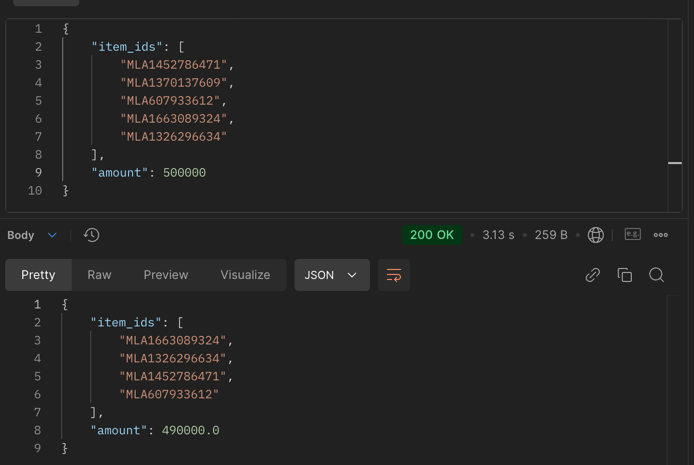 1 {
2 "item_ids": [
3 "MLA1452786471",
4 "MLA1370137609",
5 "MLA607933612",
6 "MLA1663089324",
7 "MLA1326296634"
8 ],
9 "amount": 500000
10 }
Body 200 OK • 3.13 s • 259 B • e.g.
Pretty Raw Preview Visualize JSON
1 {
2 "item_ids": [
3 "MLA1663089324",
4 "MLA1326296634",
5 "MLA1452786471",
6 "MLA607933612"
7 ],
8 "amount": 490000.0
9 }